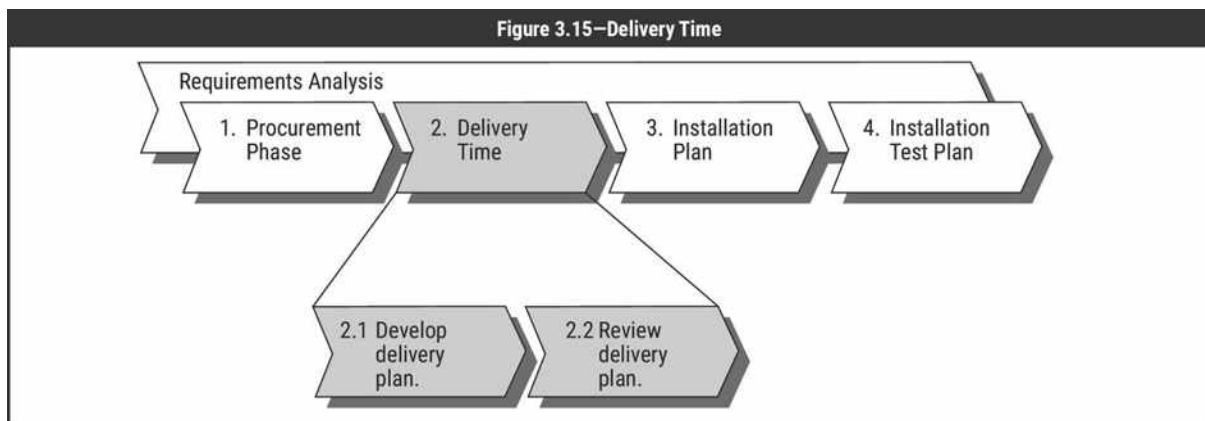 Figure 3.15—Delivery Time
Requirements Analysis
1. Procurement
Phase
2. Delivery
Time
3. Installation
Plan
4. Installation
Test Plan
2.1 Develop
delivery
plan.
2.2 Review
delivery
plan.